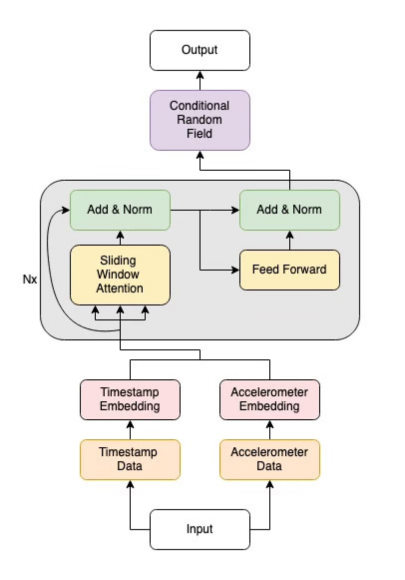 Output
Conditional
Random
Field
Add & Norm
Add & Norm
Sliding
Window
Attention
Feed Forward
Nx
Timestamp
Embedding
Accelerometer
Embedding
Timestamp
Data
Accelerometer
Data
Input